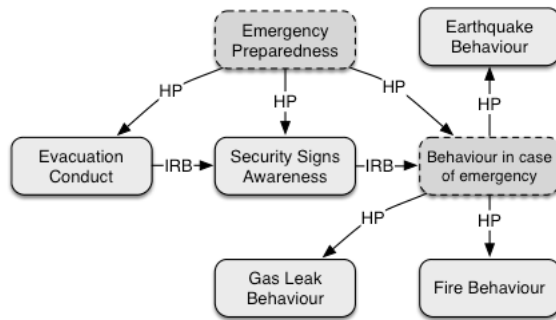 Emergency
Preparedness
Earthquake
Behaviour
HP
HP
HP
HP
Evacuation
Conduct
IRB
Security Signs
Awareness
IRB
Behaviour in case
of emergency
HP
HP
Gas Leak
Behaviour
Fire Behaviour